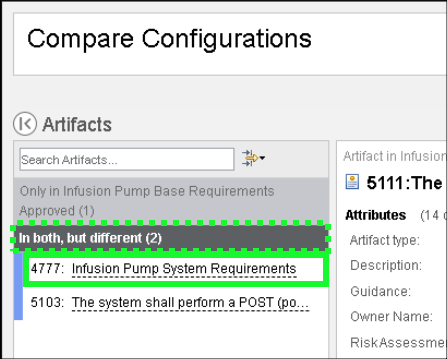 Compare Configurations
Artifacts
Search Artifacts...
Only in Infusion Pump Base Requirements
Approved (1)
In both, but different (2)
4777: Infusion Pump System Requirements
5103: The system shall perform a POST (po...
Artifact in Infusion
5111:The
Attributes (14
Artifact type:
Description:
Guidance:
Owner Name:
RiskAssessme